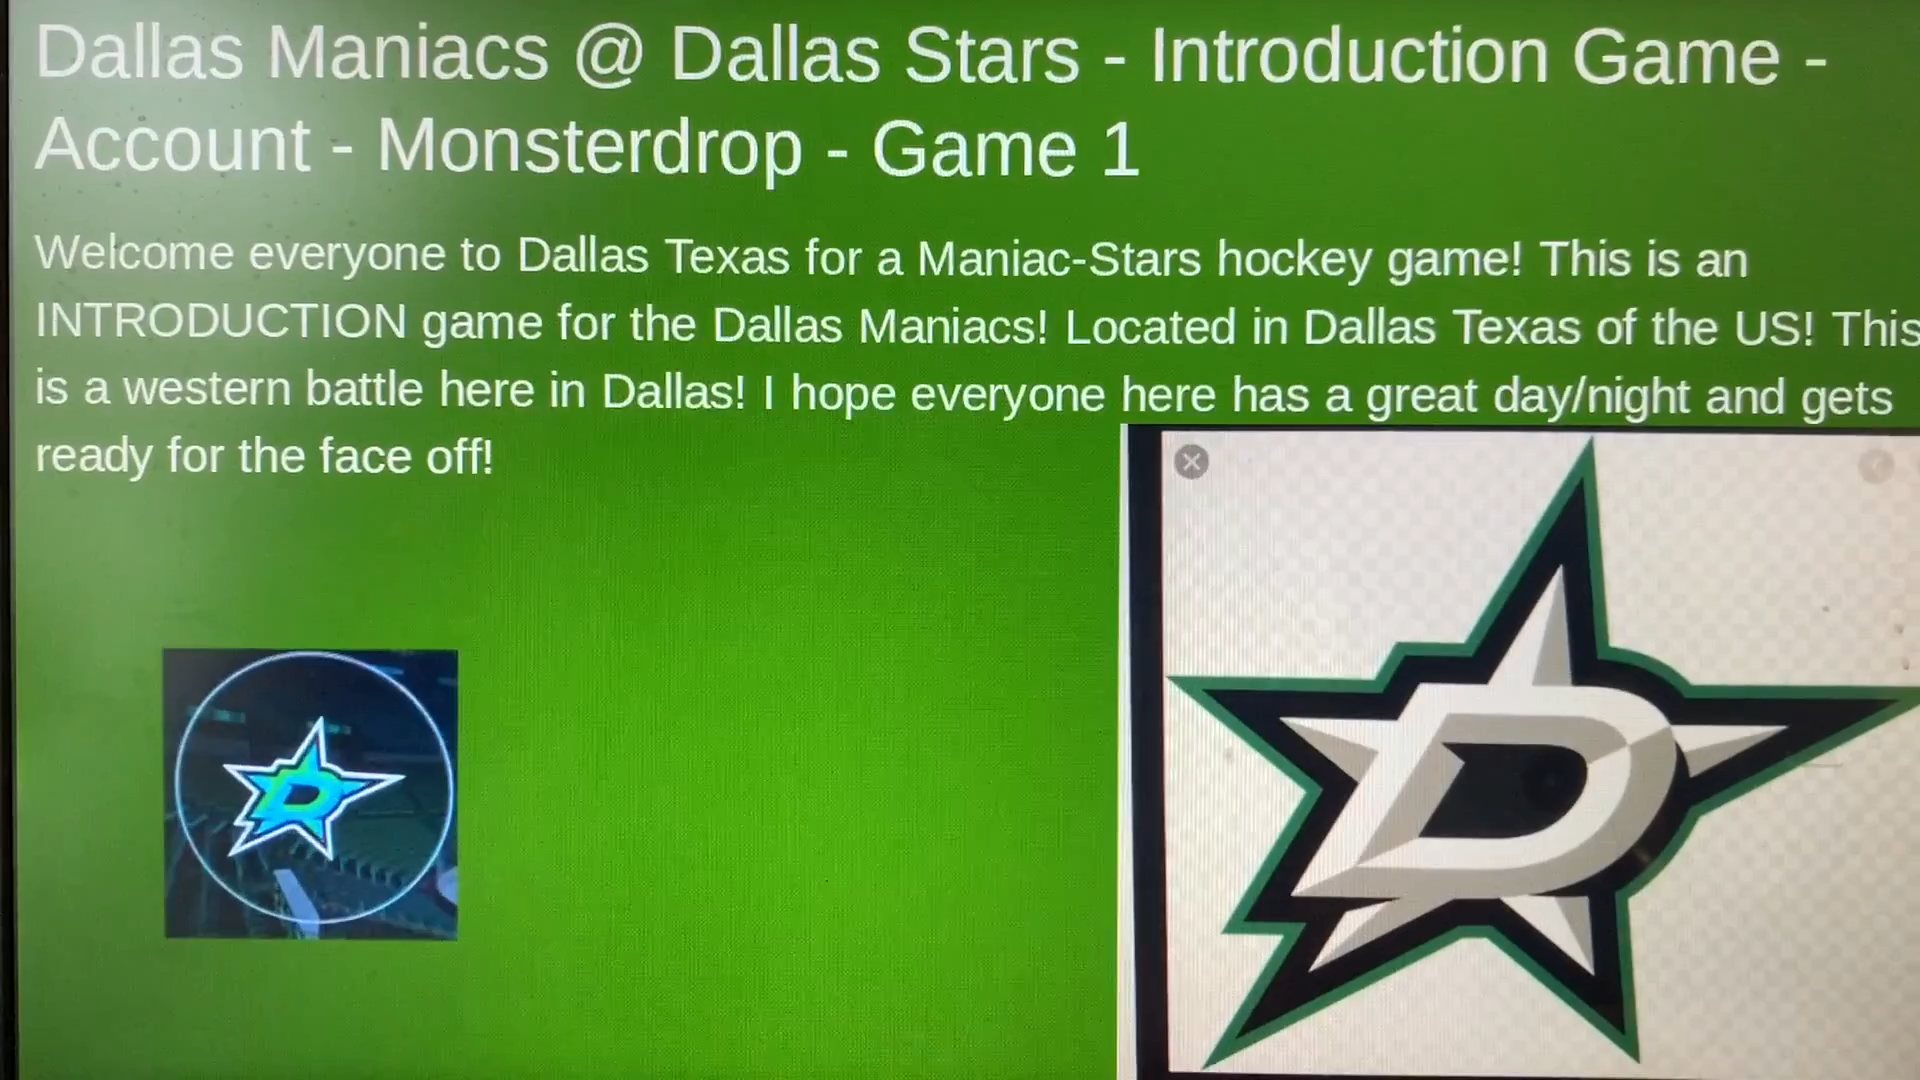 Dallas Maniacs @ Dallas Stars - Introduction Game -
Account - Monsterdrop - Game 1
Welcome everyone to Dallas Texas for a Maniac-Stars hockey game! This is an
INTRODUCTION game for the Dallas Maniacs! Located in Dallas Texas of the US! This
is a western battle here in Dallas! I hope everyone here has a great day/night and gets
ready for the face off!
D
D